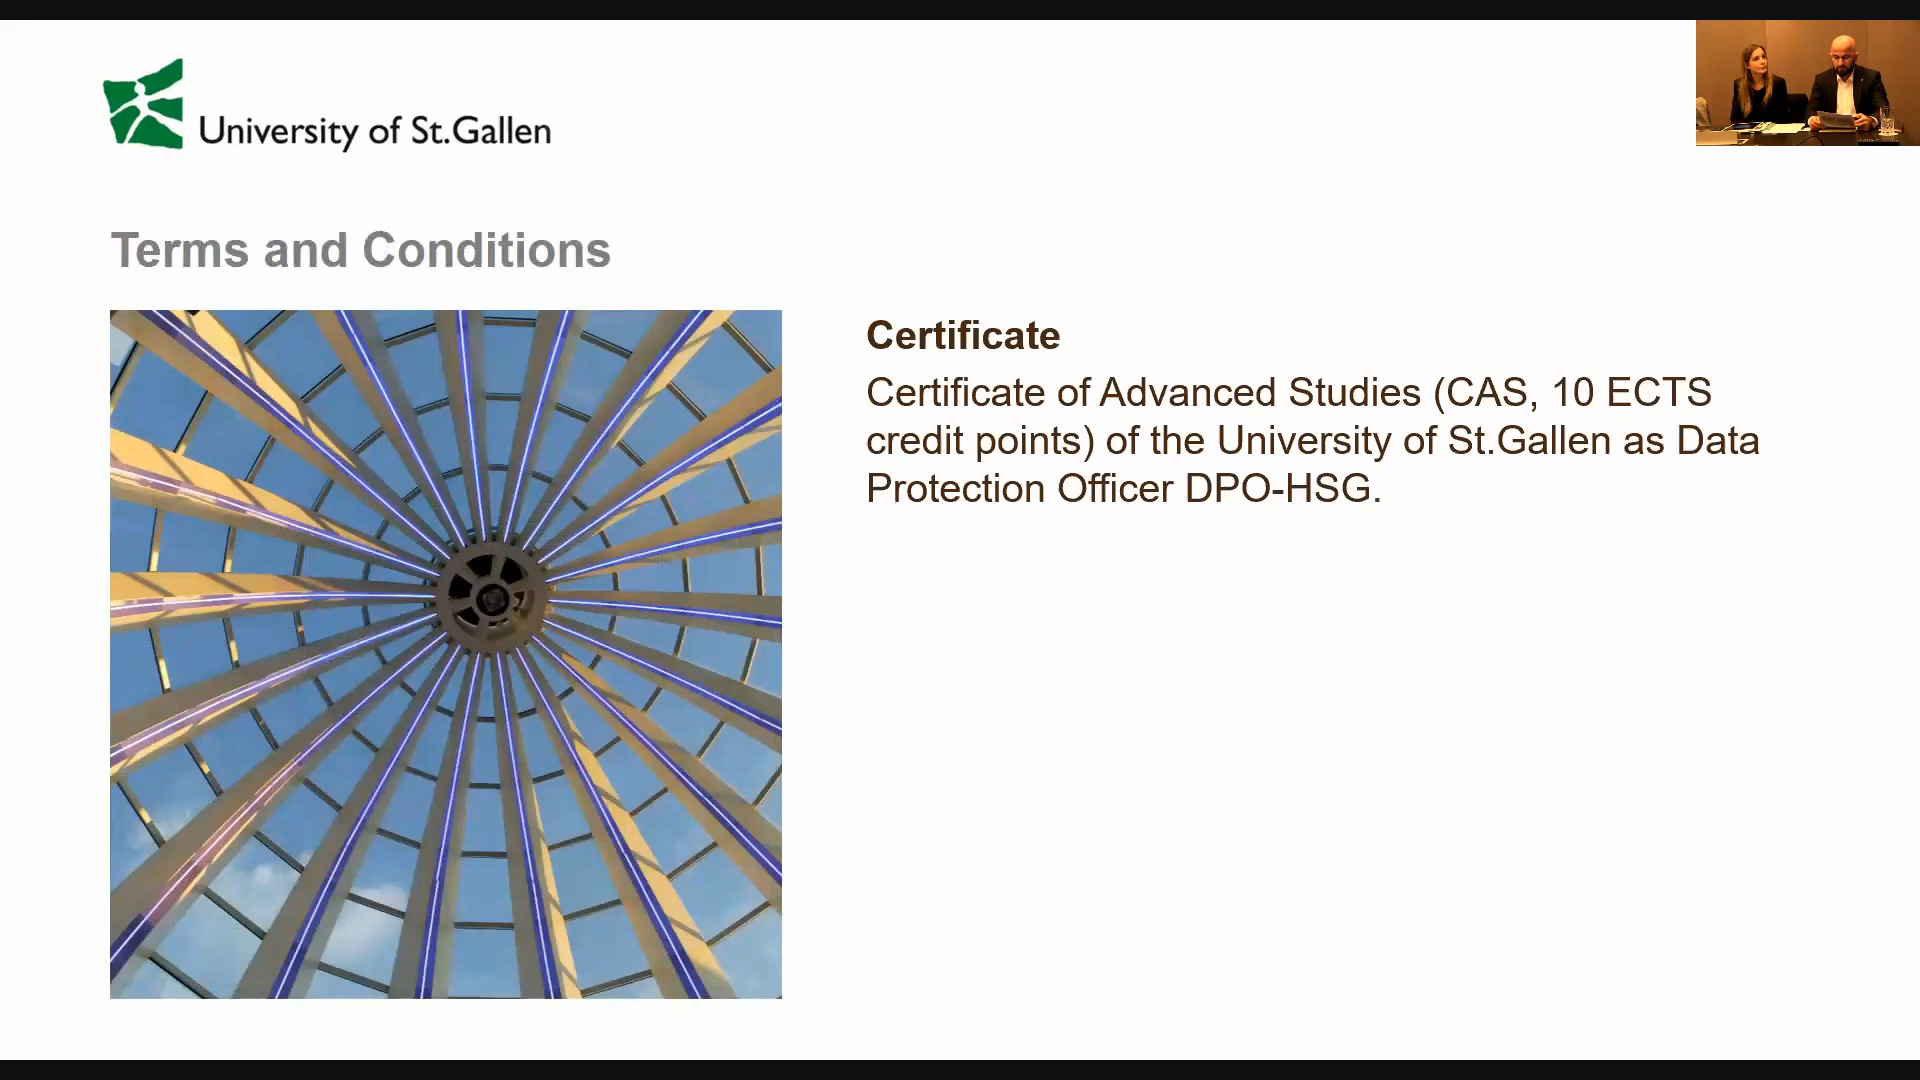 University of St.Gallen
Terms and Conditions
Certificate
Certificate of Advanced Studies (CAS, 10 ECTS
credit points) of the University of St.Gallen as Data
Protection Officer DPO-HSG.